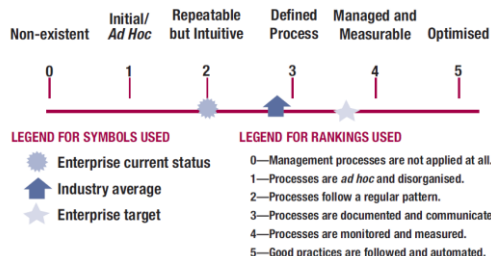 Non-existent
Initial/
Ad Hoc
Repeatable
but Intuitive
Defined
Process
Managed and
Measurable
Optimised
0 1 2 3 4 5
LEGEND FOR SYMBOLS USED
Enterprise current status
Industry average
Enterprise target
LEGEND FOR RANKINGS USED
0—Management processes are not applied at all.
1—Processes are ad hoc and disorganised.
2—Processes follow a regular pattern.
3—Processes are documented and communicate
4—Processes are monitored and measured.
5—Good practices are followed and automated.